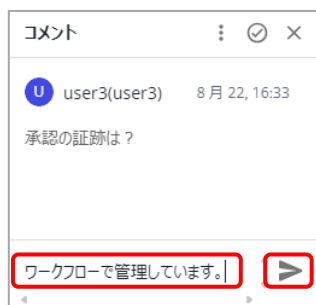 コメント
U user3(user3) 8 月 22, 16:33
承認の証跡は？
ワークフローで管理しています。